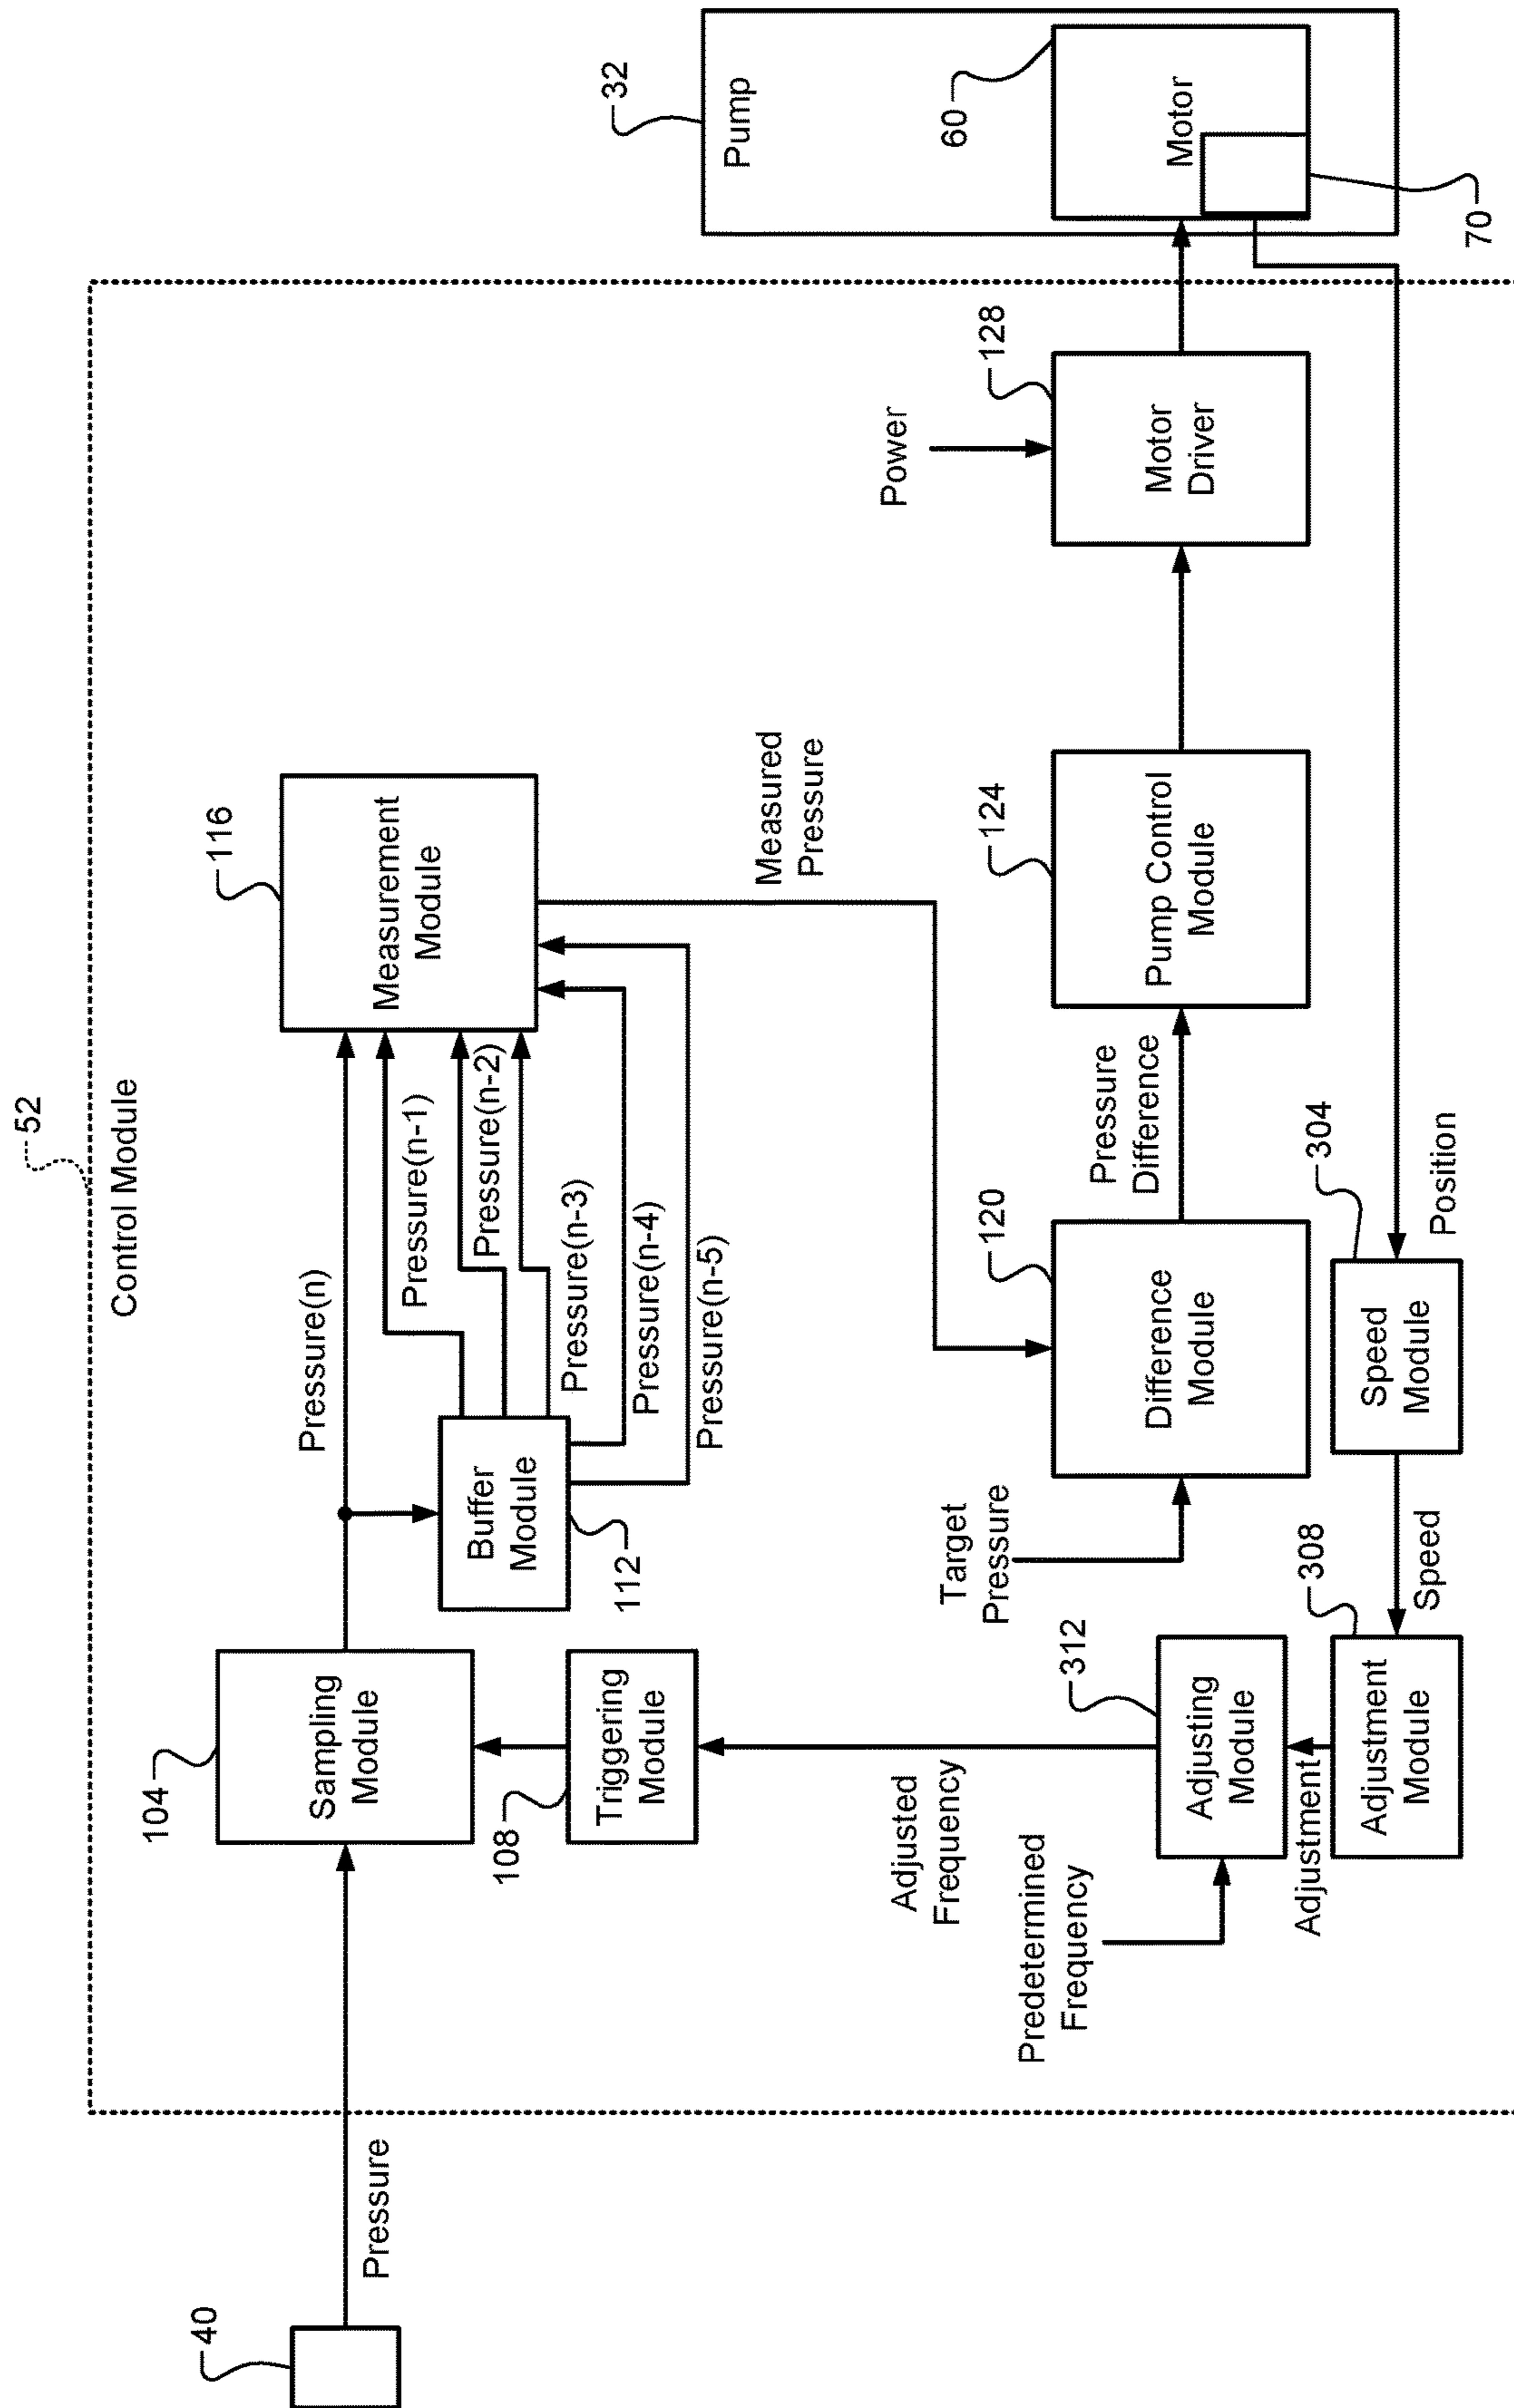 52
Control Module
40
Pressure
104
Sampling
Module
Pressure(n)
116
Measurement
Module
Pressure(n-1)
Pressure(n-2)
Pressure(n-3)
Pressure(n-4)
Pressure(n-5)
Buffer
Module
112
108
Triggering
Module
Measured
Pressure
Adjusted
Frequency
Predetermined
Frequency
312
Adjusting
Module
Adjustment
308
Adjustment
Module
Speed
304
Speed
Module
Position
Target
Pressure
120
Difference
Module
Pressure
Difference
124
Pump Control
Module
Power
128
Motor
Driver
32
Pump
60
Motor
70